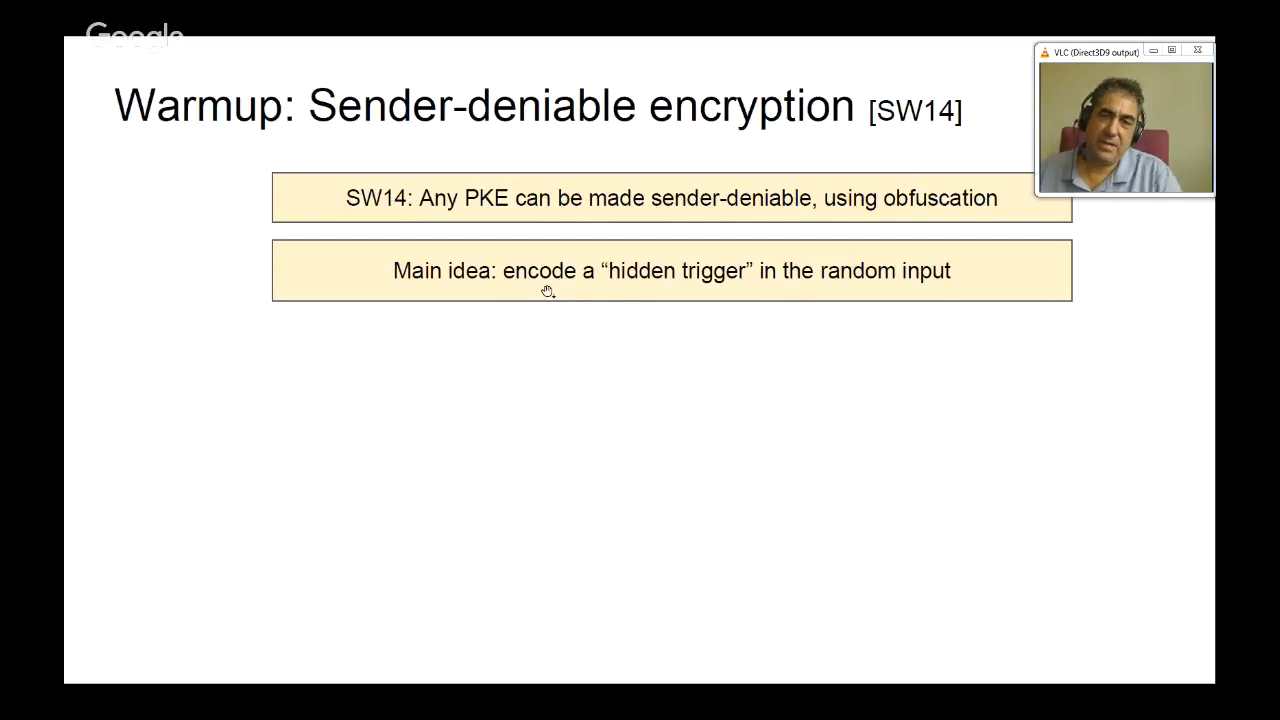 Google
VLC (Direct3D9 output)
Warmup: Sender-deniable encryption [SW14]
SW14: Any PKE can be made sender-deniable, using obfuscation
Main idea: encode a “hidden trigger” in the random input